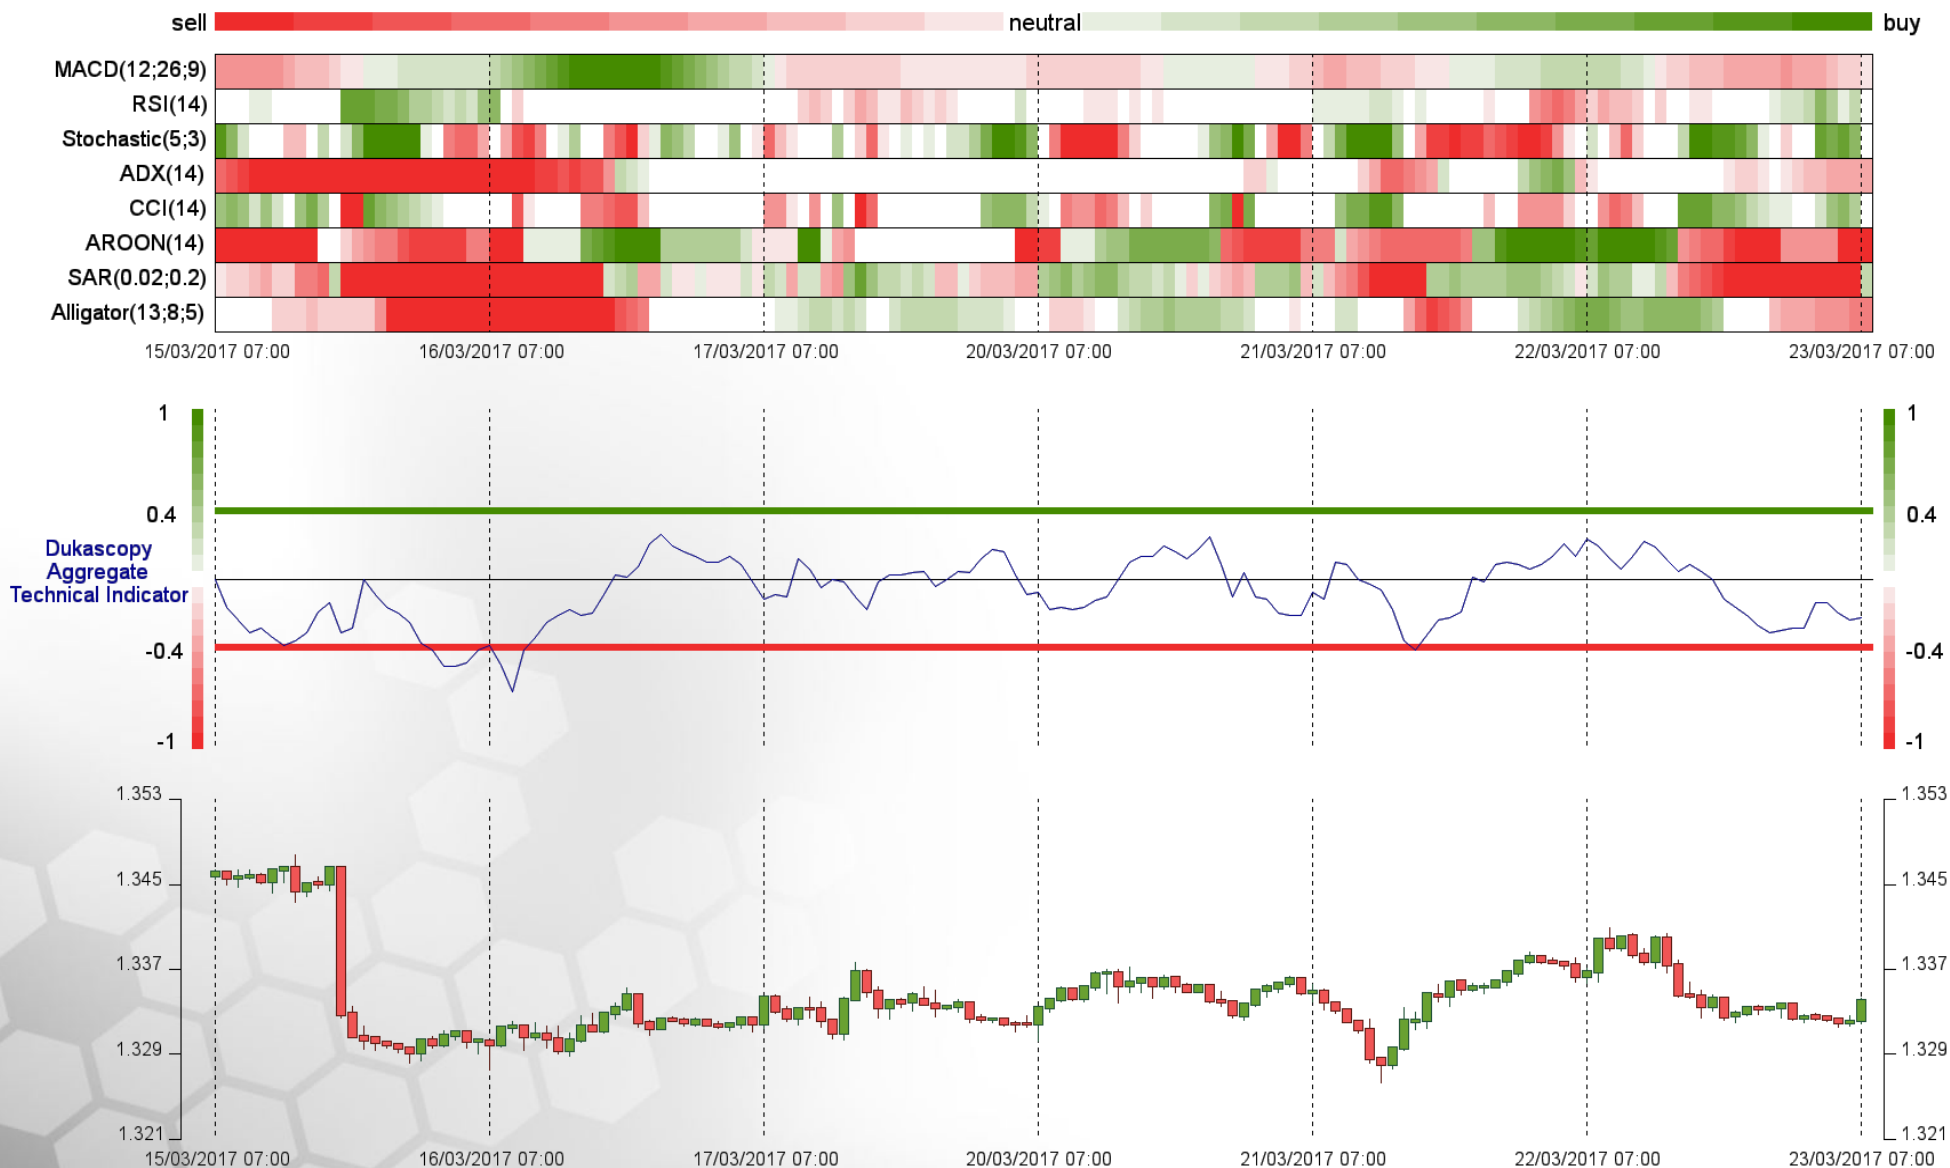 sell neutral buy
MACD(12;26;9)
RSI(14)
Stochastic(5;3)
ADX(14)
CCI(14)
AROON(14)
SAR(0.02;0.2)
Alligator(13;8;5)
15/03/2017 07:00 16/03/2017 07:00 17/03/2017 07:00 20/03/2017 07:00 21/03/2017 07:00 22/03/2017 07:00 23/03/2017 07:00
1 1
0.4 0.4
Dukascopy
Aggregate
Technical Indicator
-0.4 -0.4
-1 -1
1.353 1.353
1.345 1.345
1.337 1.337
1.329 1.329
1.321 1.321
15/03/2017 07:00 16/03/2017 07:00 17/03/2017 07:00 20/03/2017 07:00 21/03/2017 07:00 22/03/2017 07:00 23/03/2017 07:00